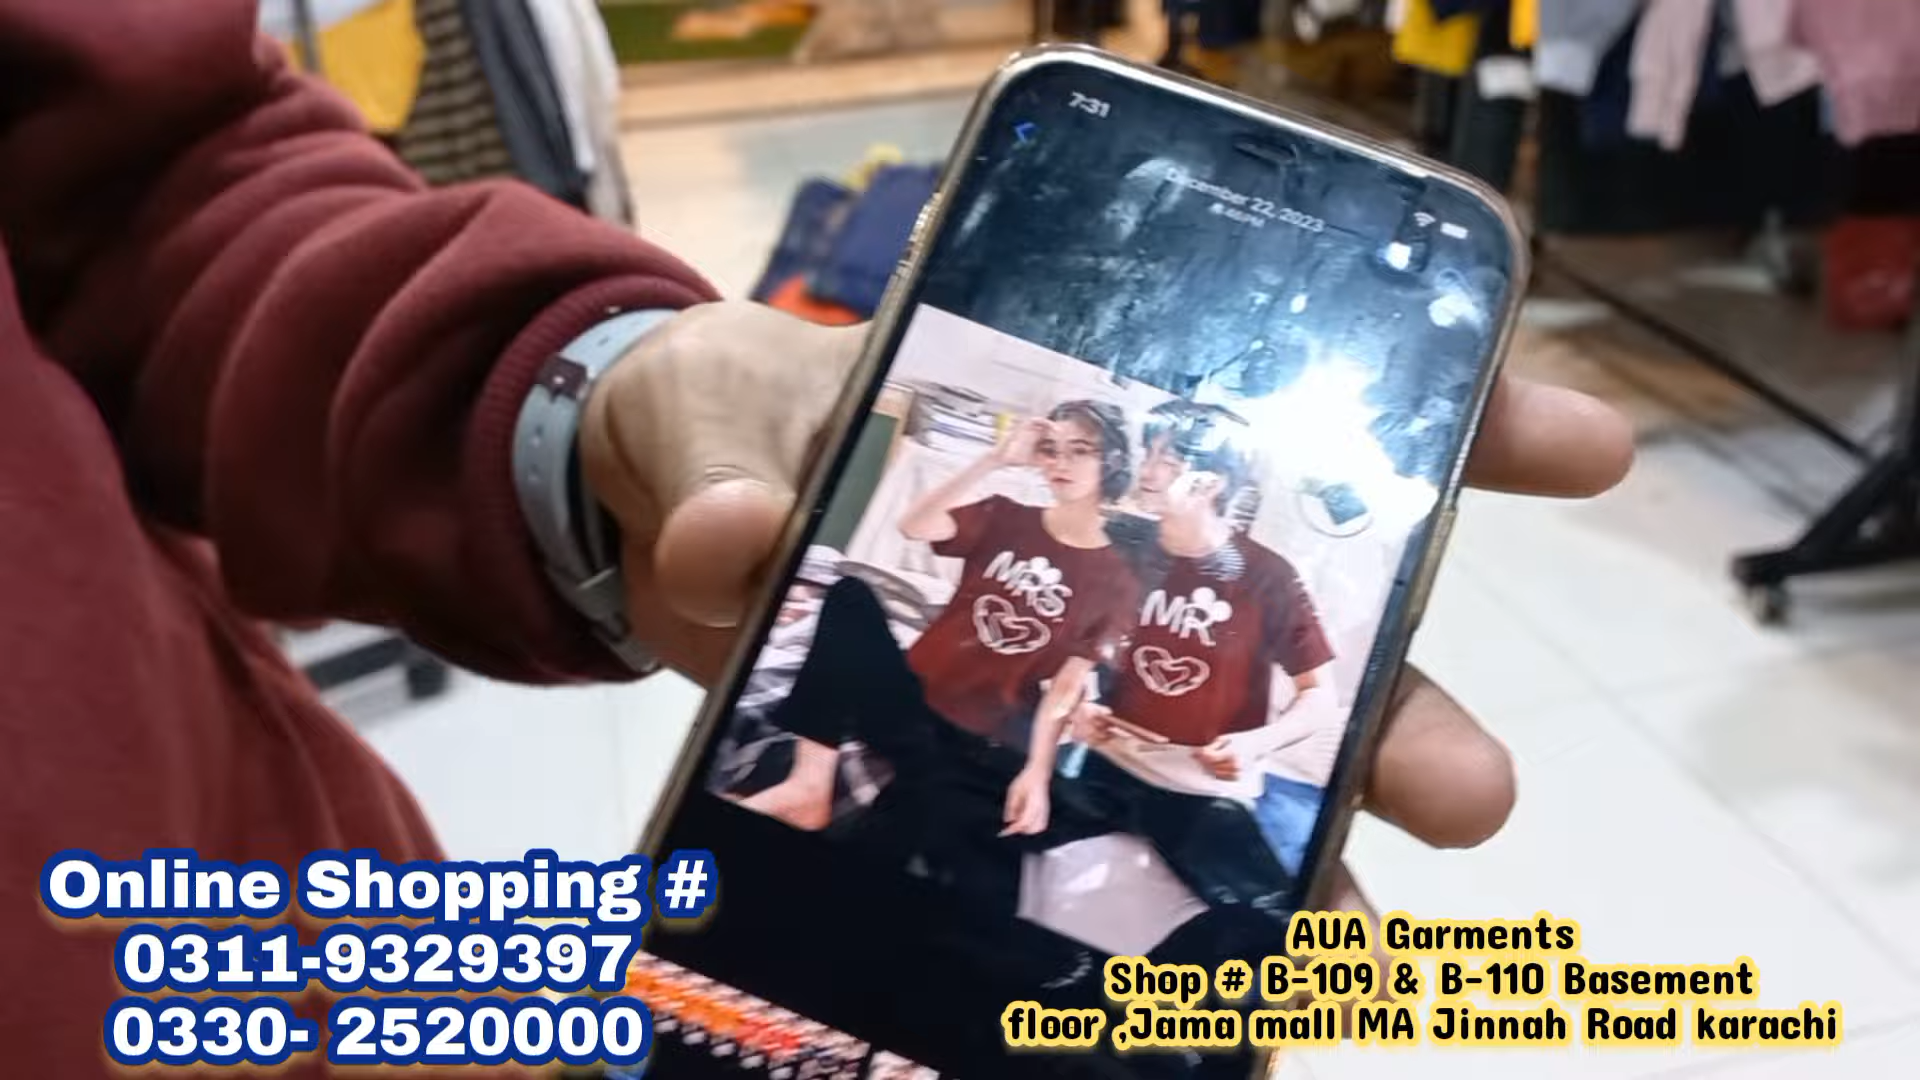 7:31
December 22, 2023
MRS
MR
Online Shopping #
0311-9329397
0330- 2520000
AUA Garments
Shop # B-109 & B-110 Basement
floor ,Jama mall MA Jinnah Road karachi